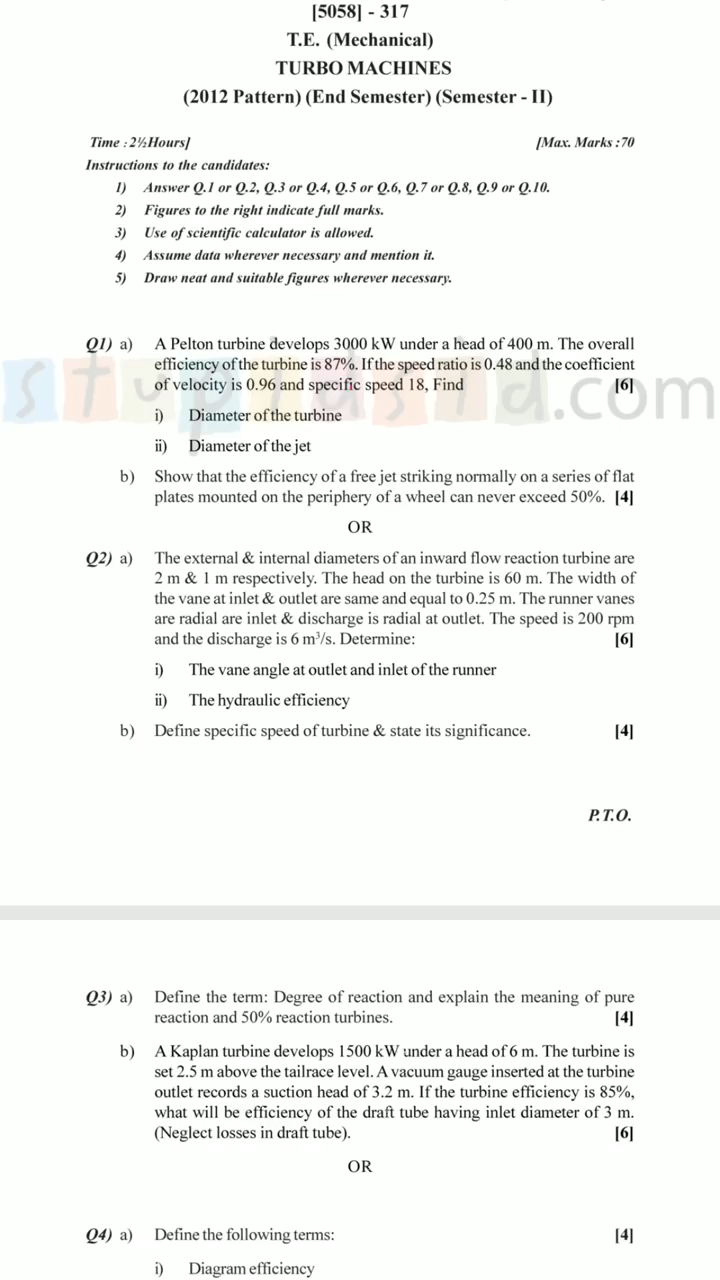 [5058] - 317
T.E. (Mechanical)
TURBO MACHINES
(2012 Pattern) (End Semester) (Semester - II)
Time : 2½Hours] [Max. Marks : 70
Instructions to the candidates:
1) Answer Q.1 or Q.2, Q.3 or Q.4, Q.5 or Q.6, Q.7 or Q.8, Q.9 or Q.10.
2) Figures to the right indicate full marks.
3) Use of scientific calculator is allowed.
4) Assume data wherever necessary and mention it.
5) Draw neat and suitable figures wherever necessary.
Q1) a) A Pelton turbine develops 3000 kW under a head of 400 m. The overall
efficiency of the turbine is 87%. If the speed ratio is 0.48 and the coefficient
of velocity is 0.96 and specific speed 18, Find [6]
i) Diameter of the turbine
ii) Diameter of the jet
b) Show that the efficiency of a free jet striking normally on a series of flat
plates mounted on the periphery of a wheel can never exceed 50%. [4]
OR
Q2) a) The external & internal diameters of an inward flow reaction turbine are
2 m & 1 m respectively. The head on the turbine is 60 m. The width of
the vane at inlet & outlet are same and equal to 0.25 m. The runner vanes
are radial are inlet & discharge is radial at outlet. The speed is 200 rpm
and the discharge is 6 m³/s. Determine: [6]
i) The vane angle at outlet and inlet of the runner
ii) The hydraulic efficiency
b) Define specific speed of turbine & state its significance. [4]
P.T.O.
Q3) a) Define the term: Degree of reaction and explain the meaning of pure
reaction and 50% reaction turbines. [4]
b) A Kaplan turbine develops 1500 kW under a head of 6 m. The turbine is
set 2.5 m above the tailrace level. A vacuum gauge inserted at the turbine
outlet records a suction head of 3.2 m. If the turbine efficiency is 85%,
what will be efficiency of the draft tube having inlet diameter of 3 m.
(Neglect losses in draft tube). [6]
OR
Q4) a) Define the following terms: [4]
i) Diagram efficiency
stupidsid.com